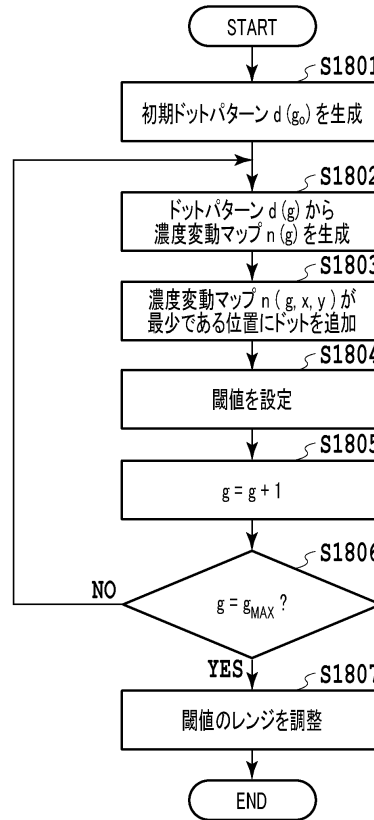 START
S1801
初期ドットパターン d(g₀) を生成
S1802
ドットパターン d(g) から
濃度変動マップ n(g) を生成
S1803
濃度変動マップ n(g, x, y) が
最少である位置にドットを追加
S1804
閾値を設定
S1805
g = g + 1
S1806
NO
g = gMAX ?
YES
S1807
閾値のレンジを調整
END